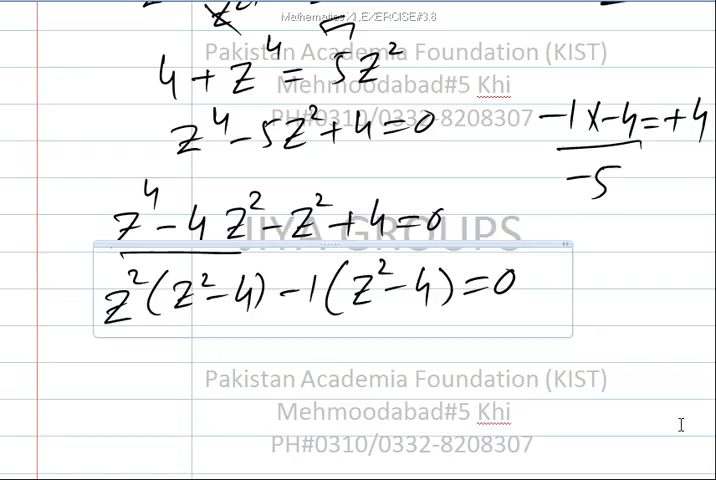 Mathematics XI, EXERCISE#3.8
Pakistan Academia Foundation (KIST)
4 + z⁴ = 5z²
Mehmoodabad#5 Khi
PH#0310/0332-8208307
z⁴ - 5z² + 4 = 0
-1 × -4 = +4
-5
z⁴ - 4z² - z² + 4 = 0
JIYA GROUPS
z²(z² - 4) - 1(z² - 4) = 0
Pakistan Academia Foundation (KIST)
Mehmoodabad#5 Khi
PH#0310/0332-8208307